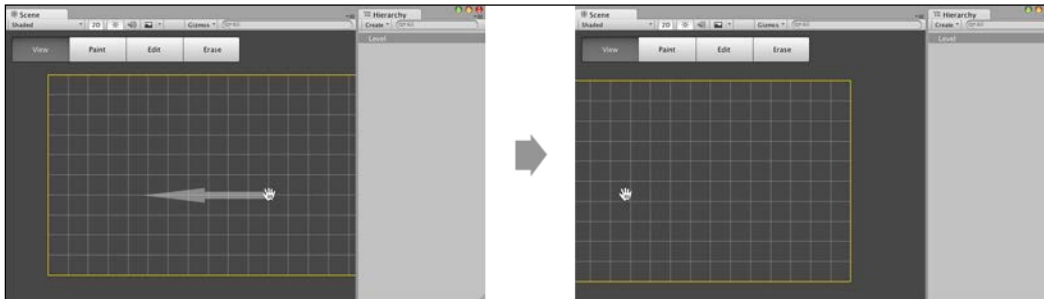 Scene
Shaded 2D Gizmos
Hierarchy
Create
View Paint Edit Erase
Level
Scene
Shaded 2D Gizmos
Hierarchy
Create
View Paint Edit Erase
Level